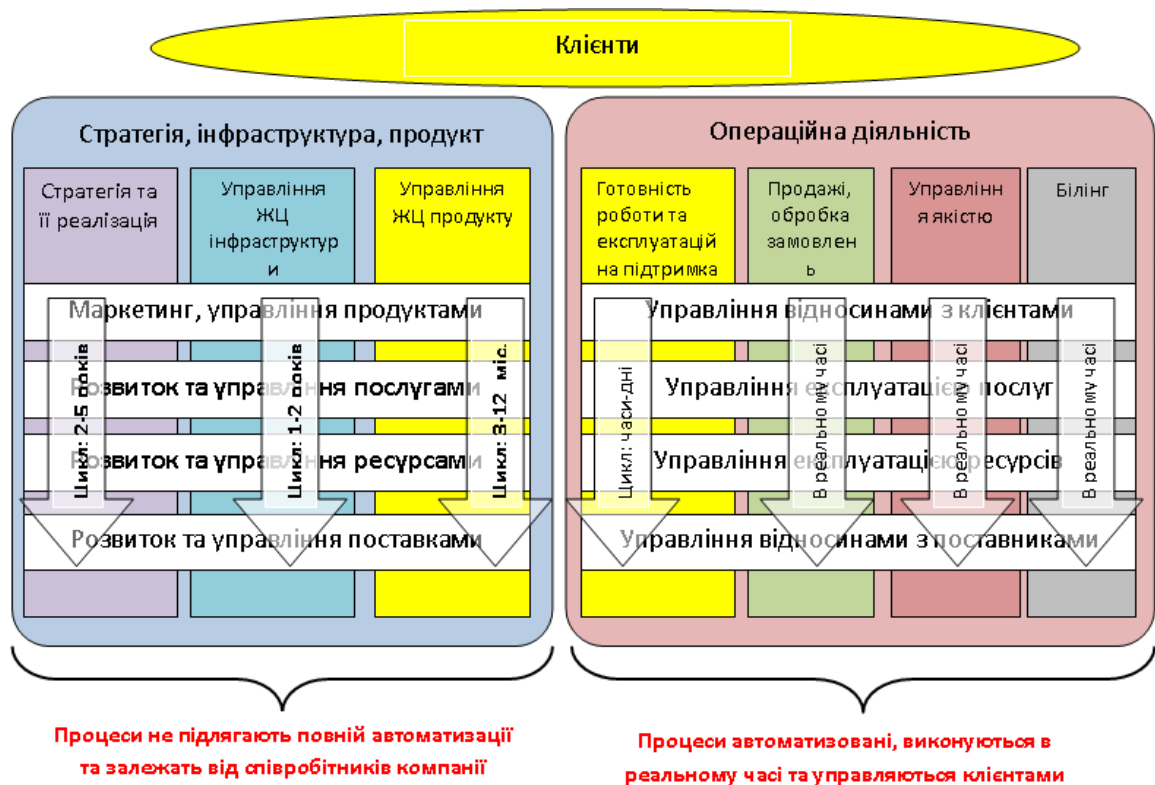 Клієнти
Стратегія, інфраструктура, продукт
Операційна діяльність
Стратегія та
її реалізація
Управління
ЖЦ
інфраструктур
и
Управління
ЖЦ продукту
Готовність
роботи та
експлуатацій
на підтримка
Продажі,
обробка
замовлен
ь
Управлінн
я якістю
Білінг
Маркетинг, управління продуктами
Управління відносинами з клієнтами
Розвиток та управління послугами
Управління експлуатацією послуг
Розвиток та управління ресурсами
Управління експлуатацією ресурсів
Розвиток та управління поставками
Управління відносинами з поставниками
Цикл: 2-5 років
Цикл: 1-2 років
Цикл: 3-12 міс.
Цикл: часи-дні
В реальному часі
В реальному часі
В реальному часі
Процеси не підлягають повній автоматизації
та залежать від співробітників компанії
Процеси автоматизовані, виконуються в
реальному часі та управляються клієнтами